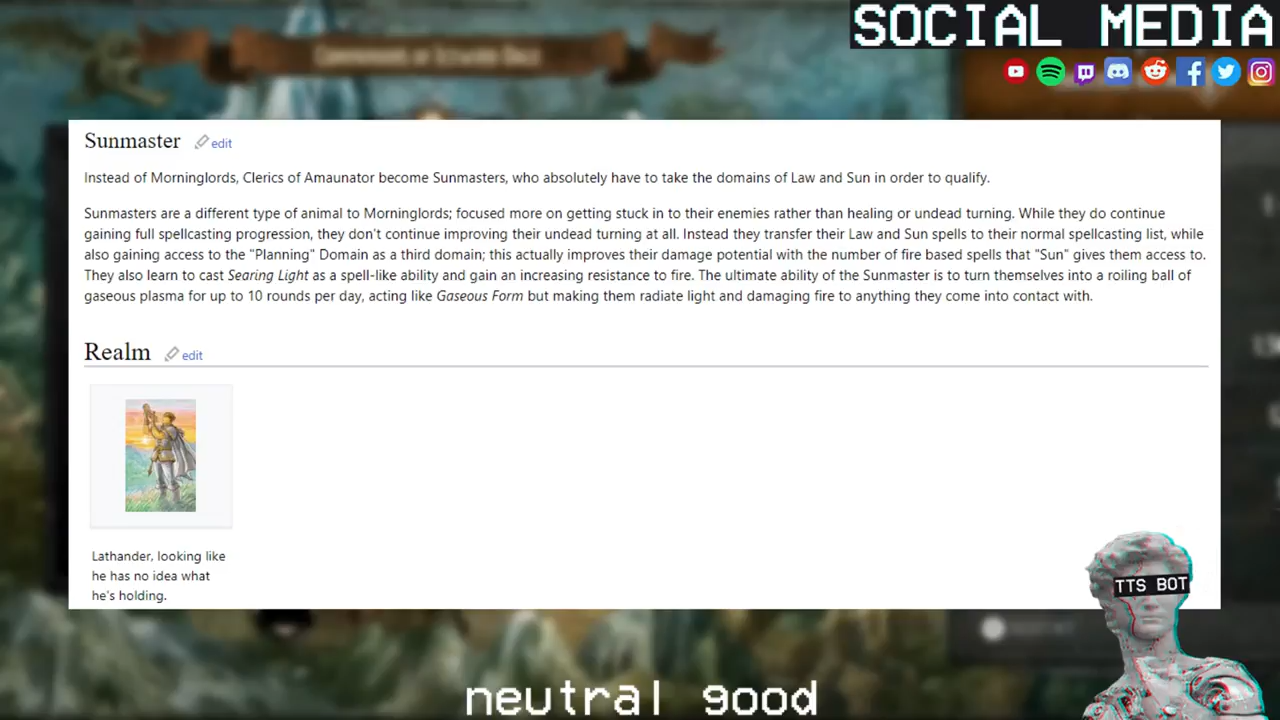 SOCIAL MEDIA
Sunmaster edit
Instead of Morninglords, Clerics of Amaunator become Sunmasters, who absolutely have to take the domains of Law and Sun in order to qualify.
Sunmasters are a different type of animal to Morninglords; focused more on getting stuck in to their enemies rather than healing or undead turning. While they do continue
gaining full spellcasting progression, they don't continue improving their undead turning at all. Instead they transfer their Law and Sun spells to their normal spellcasting list, while
also gaining access to the "Planning" Domain as a third domain; this actually improves their damage potential with the number of fire based spells that "Sun" gives them access to.
They also learn to cast Searing Light as a spell-like ability and gain an increasing resistance to fire. The ultimate ability of the Sunmaster is to turn themselves into a roiling ball of
gaseous plasma for up to 10 rounds per day, acting like Gaseous Form but making them radiate light and damaging fire to anything they come into contact with.
Realm edit
Lathander, looking like
he has no idea what
he's holding.
TTS BOT
neutral good